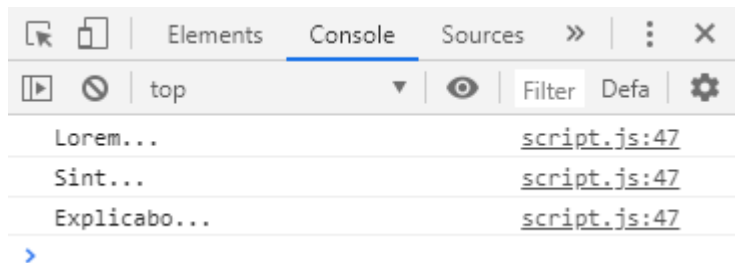 Elements Console Sources »
top Filter Defa
Lorem... script.js:47
Sint... script.js:47
Explicabo... script.js:47